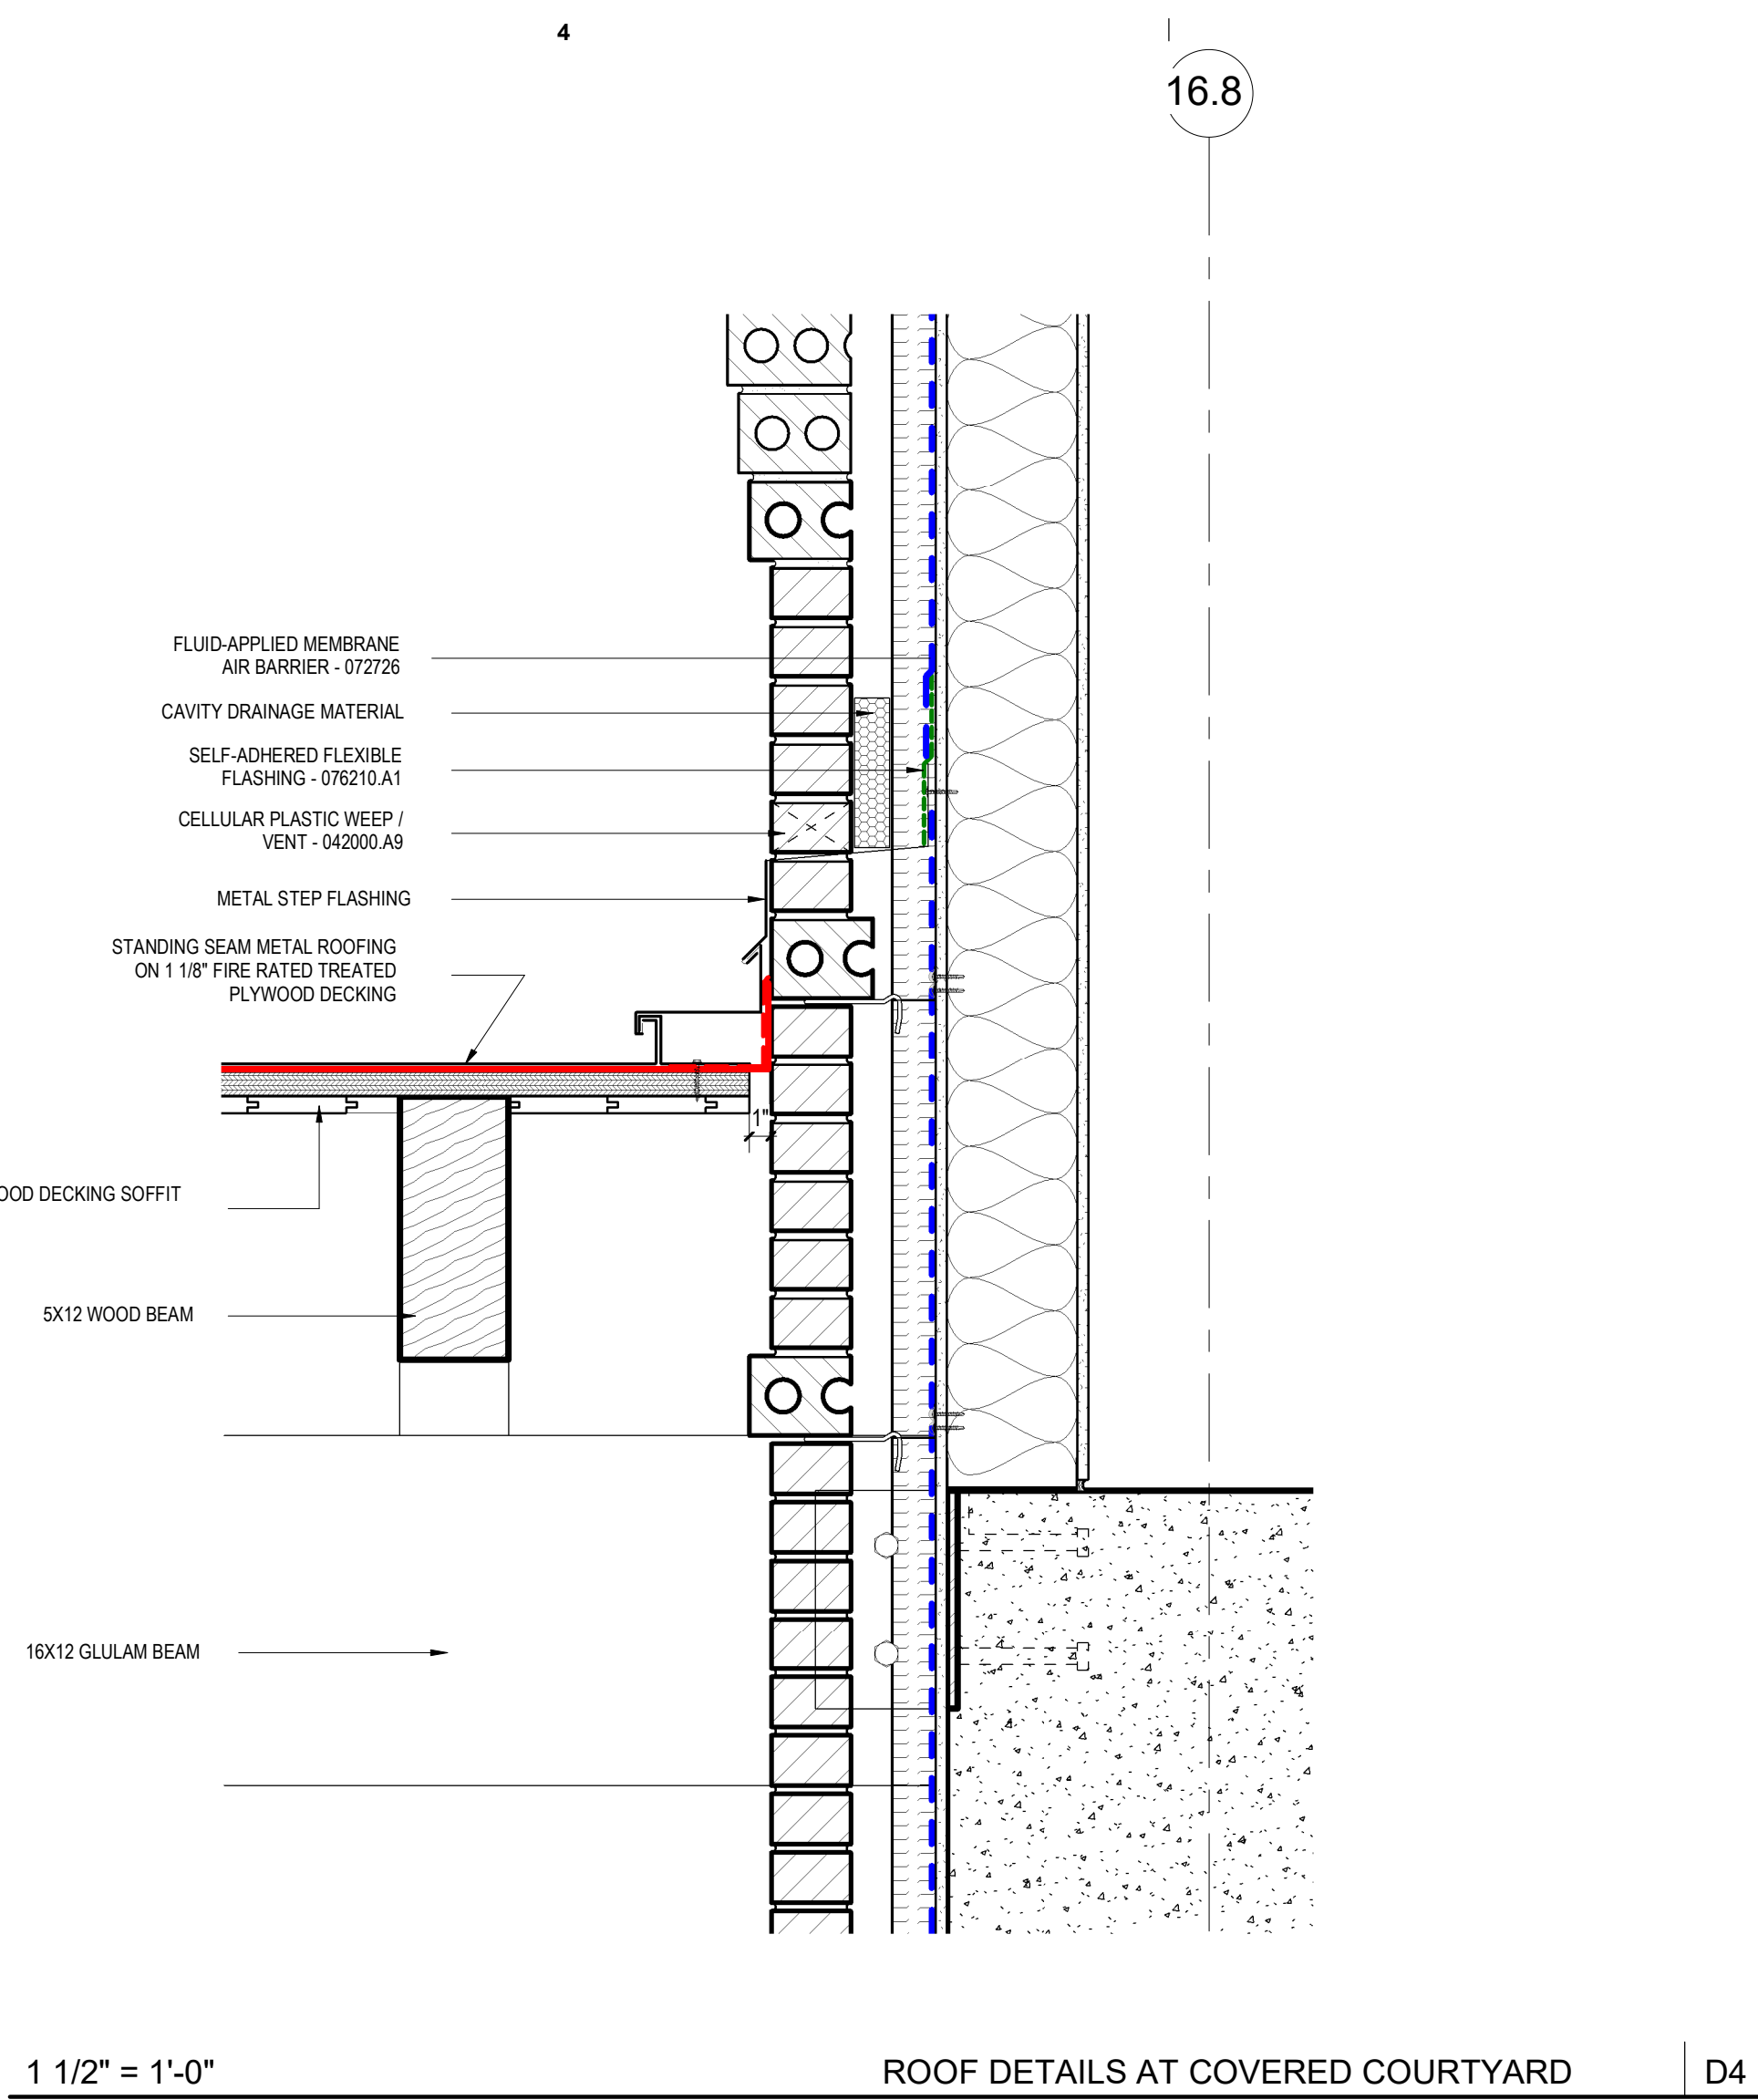 4
16.8
FLUID-APPLIED MEMBRANE
AIR BARRIER - 072726
CAVITY DRAINAGE MATERIAL
SELF-ADHERED FLEXIBLE
FLASHING - 076210.A1
CELLULAR PLASTIC WEEP /
VENT - 042000.A9
METAL STEP FLASHING
STANDING SEAM METAL ROOFING
ON 1 1/8" FIRE RATED TREATED
PLYWOOD DECKING
1"
DECKING SOFFIT
5X12 WOOD BEAM
16X12 GLULAM BEAM
1 1/2" = 1'-0"
ROOF DETAILS AT COVERED COURTYARD
D4